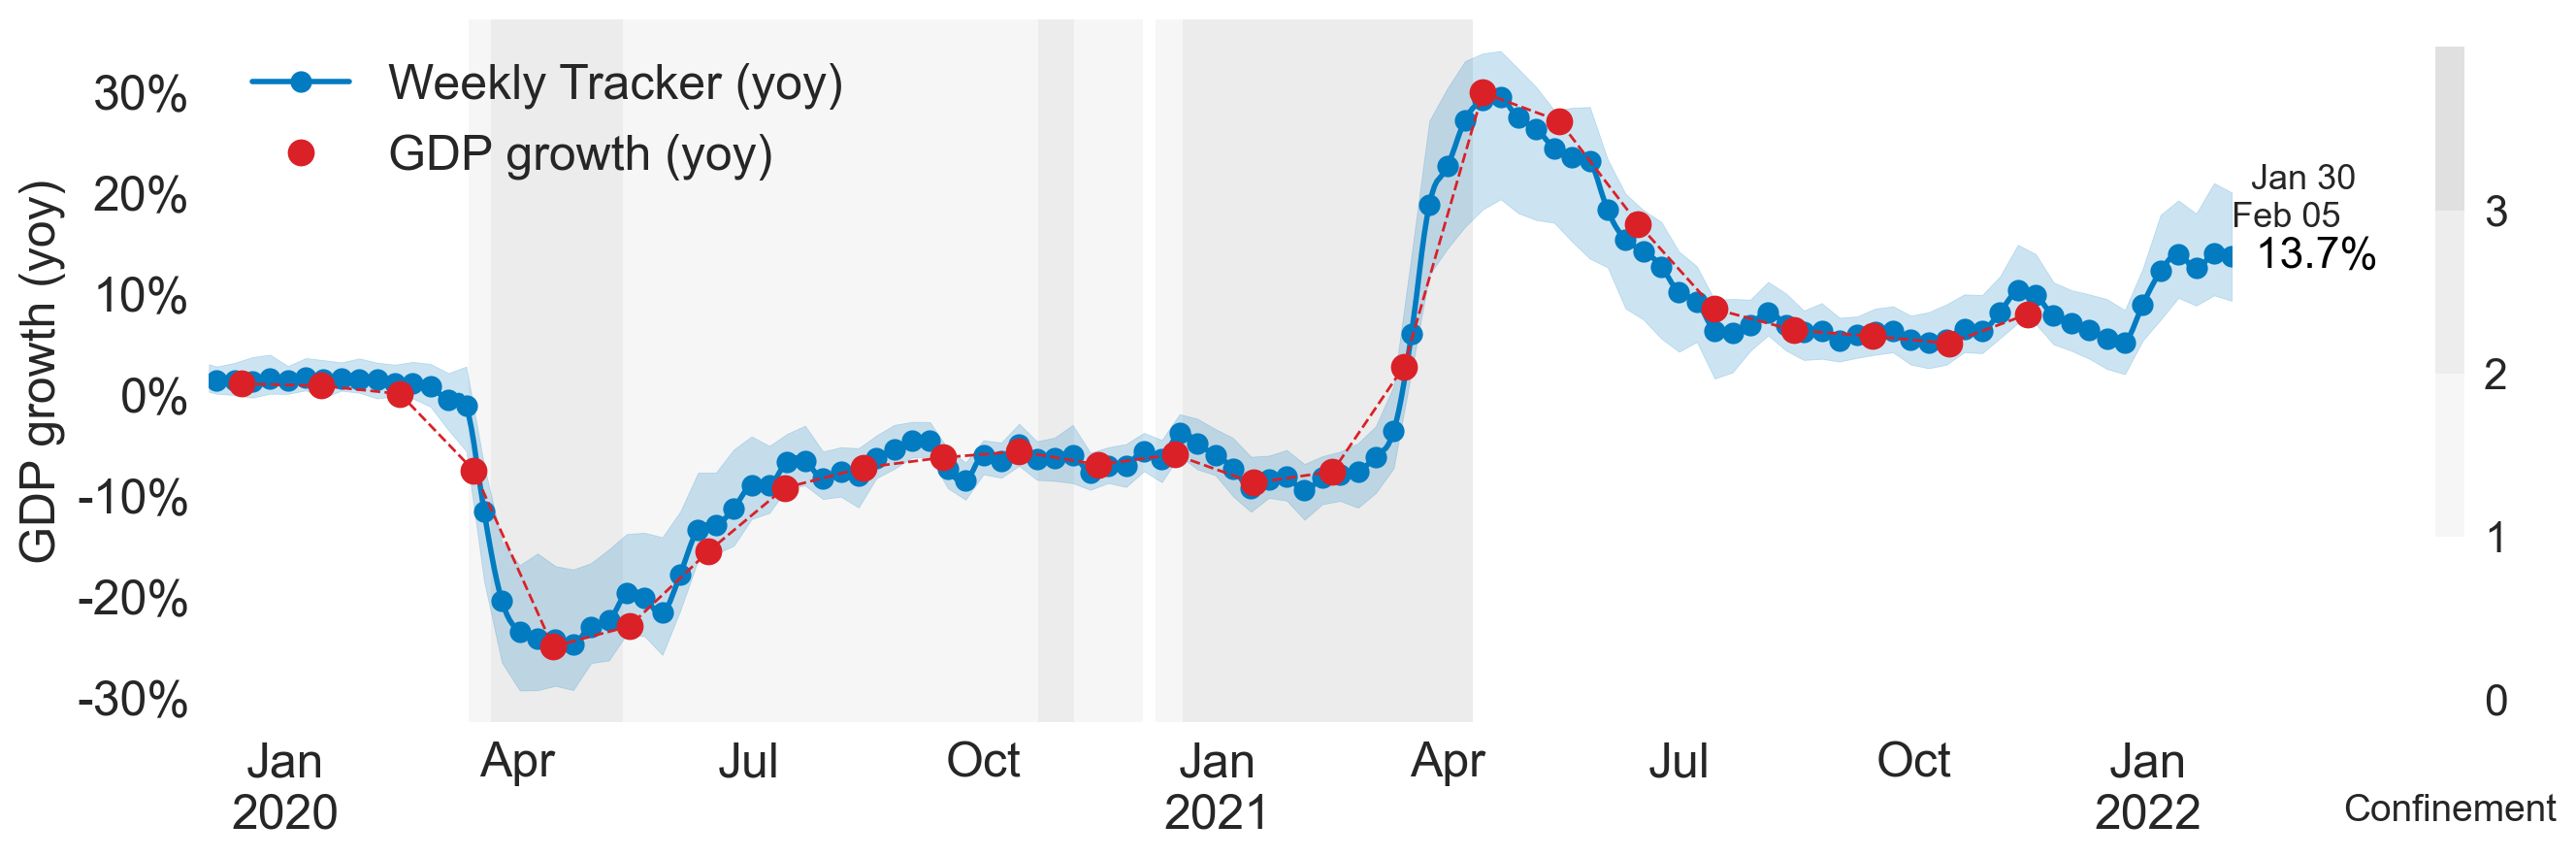 Weekly Tracker (yoy)
GDP growth (yoy)
GDP growth (yoy)
30%
20%
10%
0%
-10%
-20%
-30%
Jan 30
Feb 05
13.7%
3
2
1
0
Jan Apr Jul Oct Jan Apr Jul Oct Jan
2020 2021 2022
Confinement